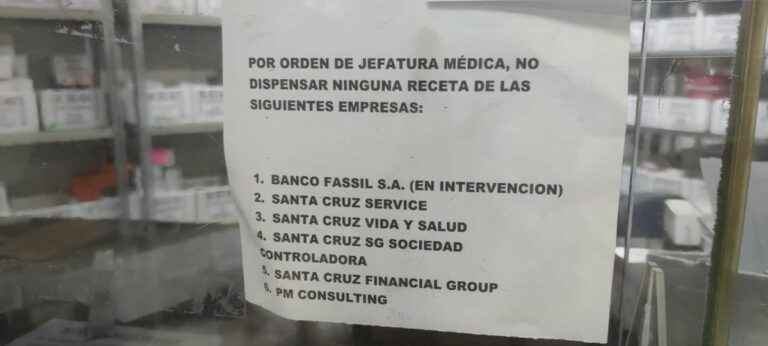 POR ORDEN DE JEFATURA MÉDICA, NO
DISPENSAR NINGUNA RECETA DE LAS
SIGUIENTES EMPRESAS:
1. BANCO FASSIL S.A. (EN INTERVENCION)
2. SANTA CRUZ SERVICE
3. SANTA CRUZ VIDA Y SALUD
4. SANTA CRUZ SG SOCIEDAD
CONTROLADORA
5. SANTA CRUZ FINANCIAL GROUP
6. PM CONSULTING